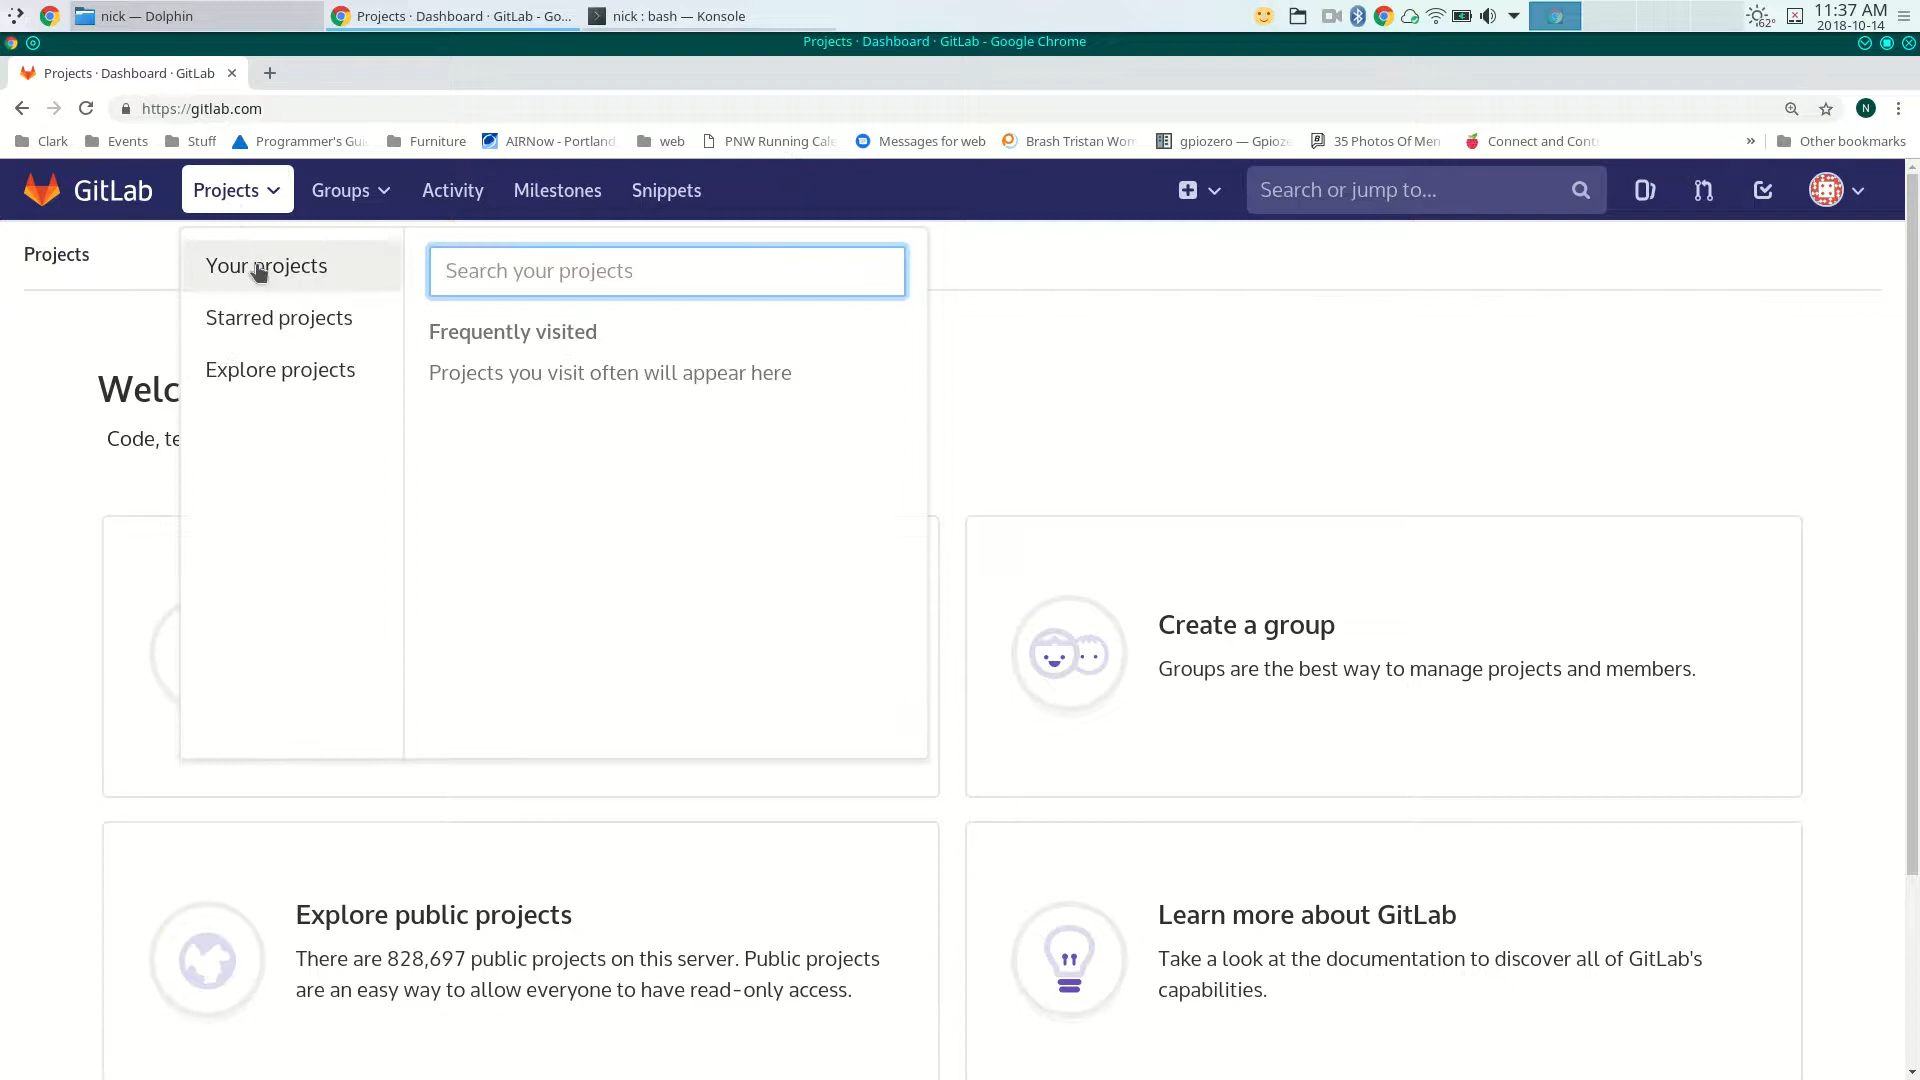 nick — Dolphin
Projects · Dashboard · GitLab - Go...
nick : bash — Konsole
62°
11:37 AM
2018-10-14
Projects · Dashboard · GitLab - Google Chrome
Projects · Dashboard · GitLab
https://gitlab.com
N
Clark
Events
Stuff
Programmer's Gui
Furniture
AIRNow - Portland,
web
PNW Running Cale
Messages for web
Brash Tristan Wom
gpiozero — Gpioze
35 Photos Of Men
Connect and Cont
»
Other bookmarks
GitLab
Projects
Groups
Activity
Milestones
Snippets
Search or jump to...
Projects
Your projects
Starred projects
Explore projects
Search your projects
Frequently visited
Projects you visit often will appear here
Welc
Code, te
Create a group
Groups are the best way to manage projects and members.
Explore public projects
There are 828,697 public projects on this server. Public projects
are an easy way to allow everyone to have read-only access.
Learn more about GitLab
Take a look at the documentation to discover all of GitLab's
capabilities.